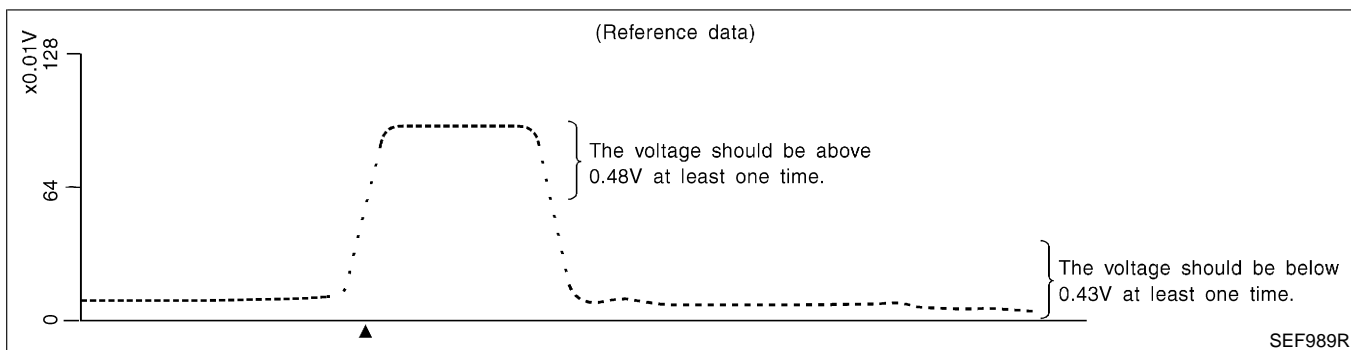 (Reference data)
x0.01V
128
64
0
The voltage should be above
0.48V at least one time.
The voltage should be below
0.43V at least one time.
SEF989R